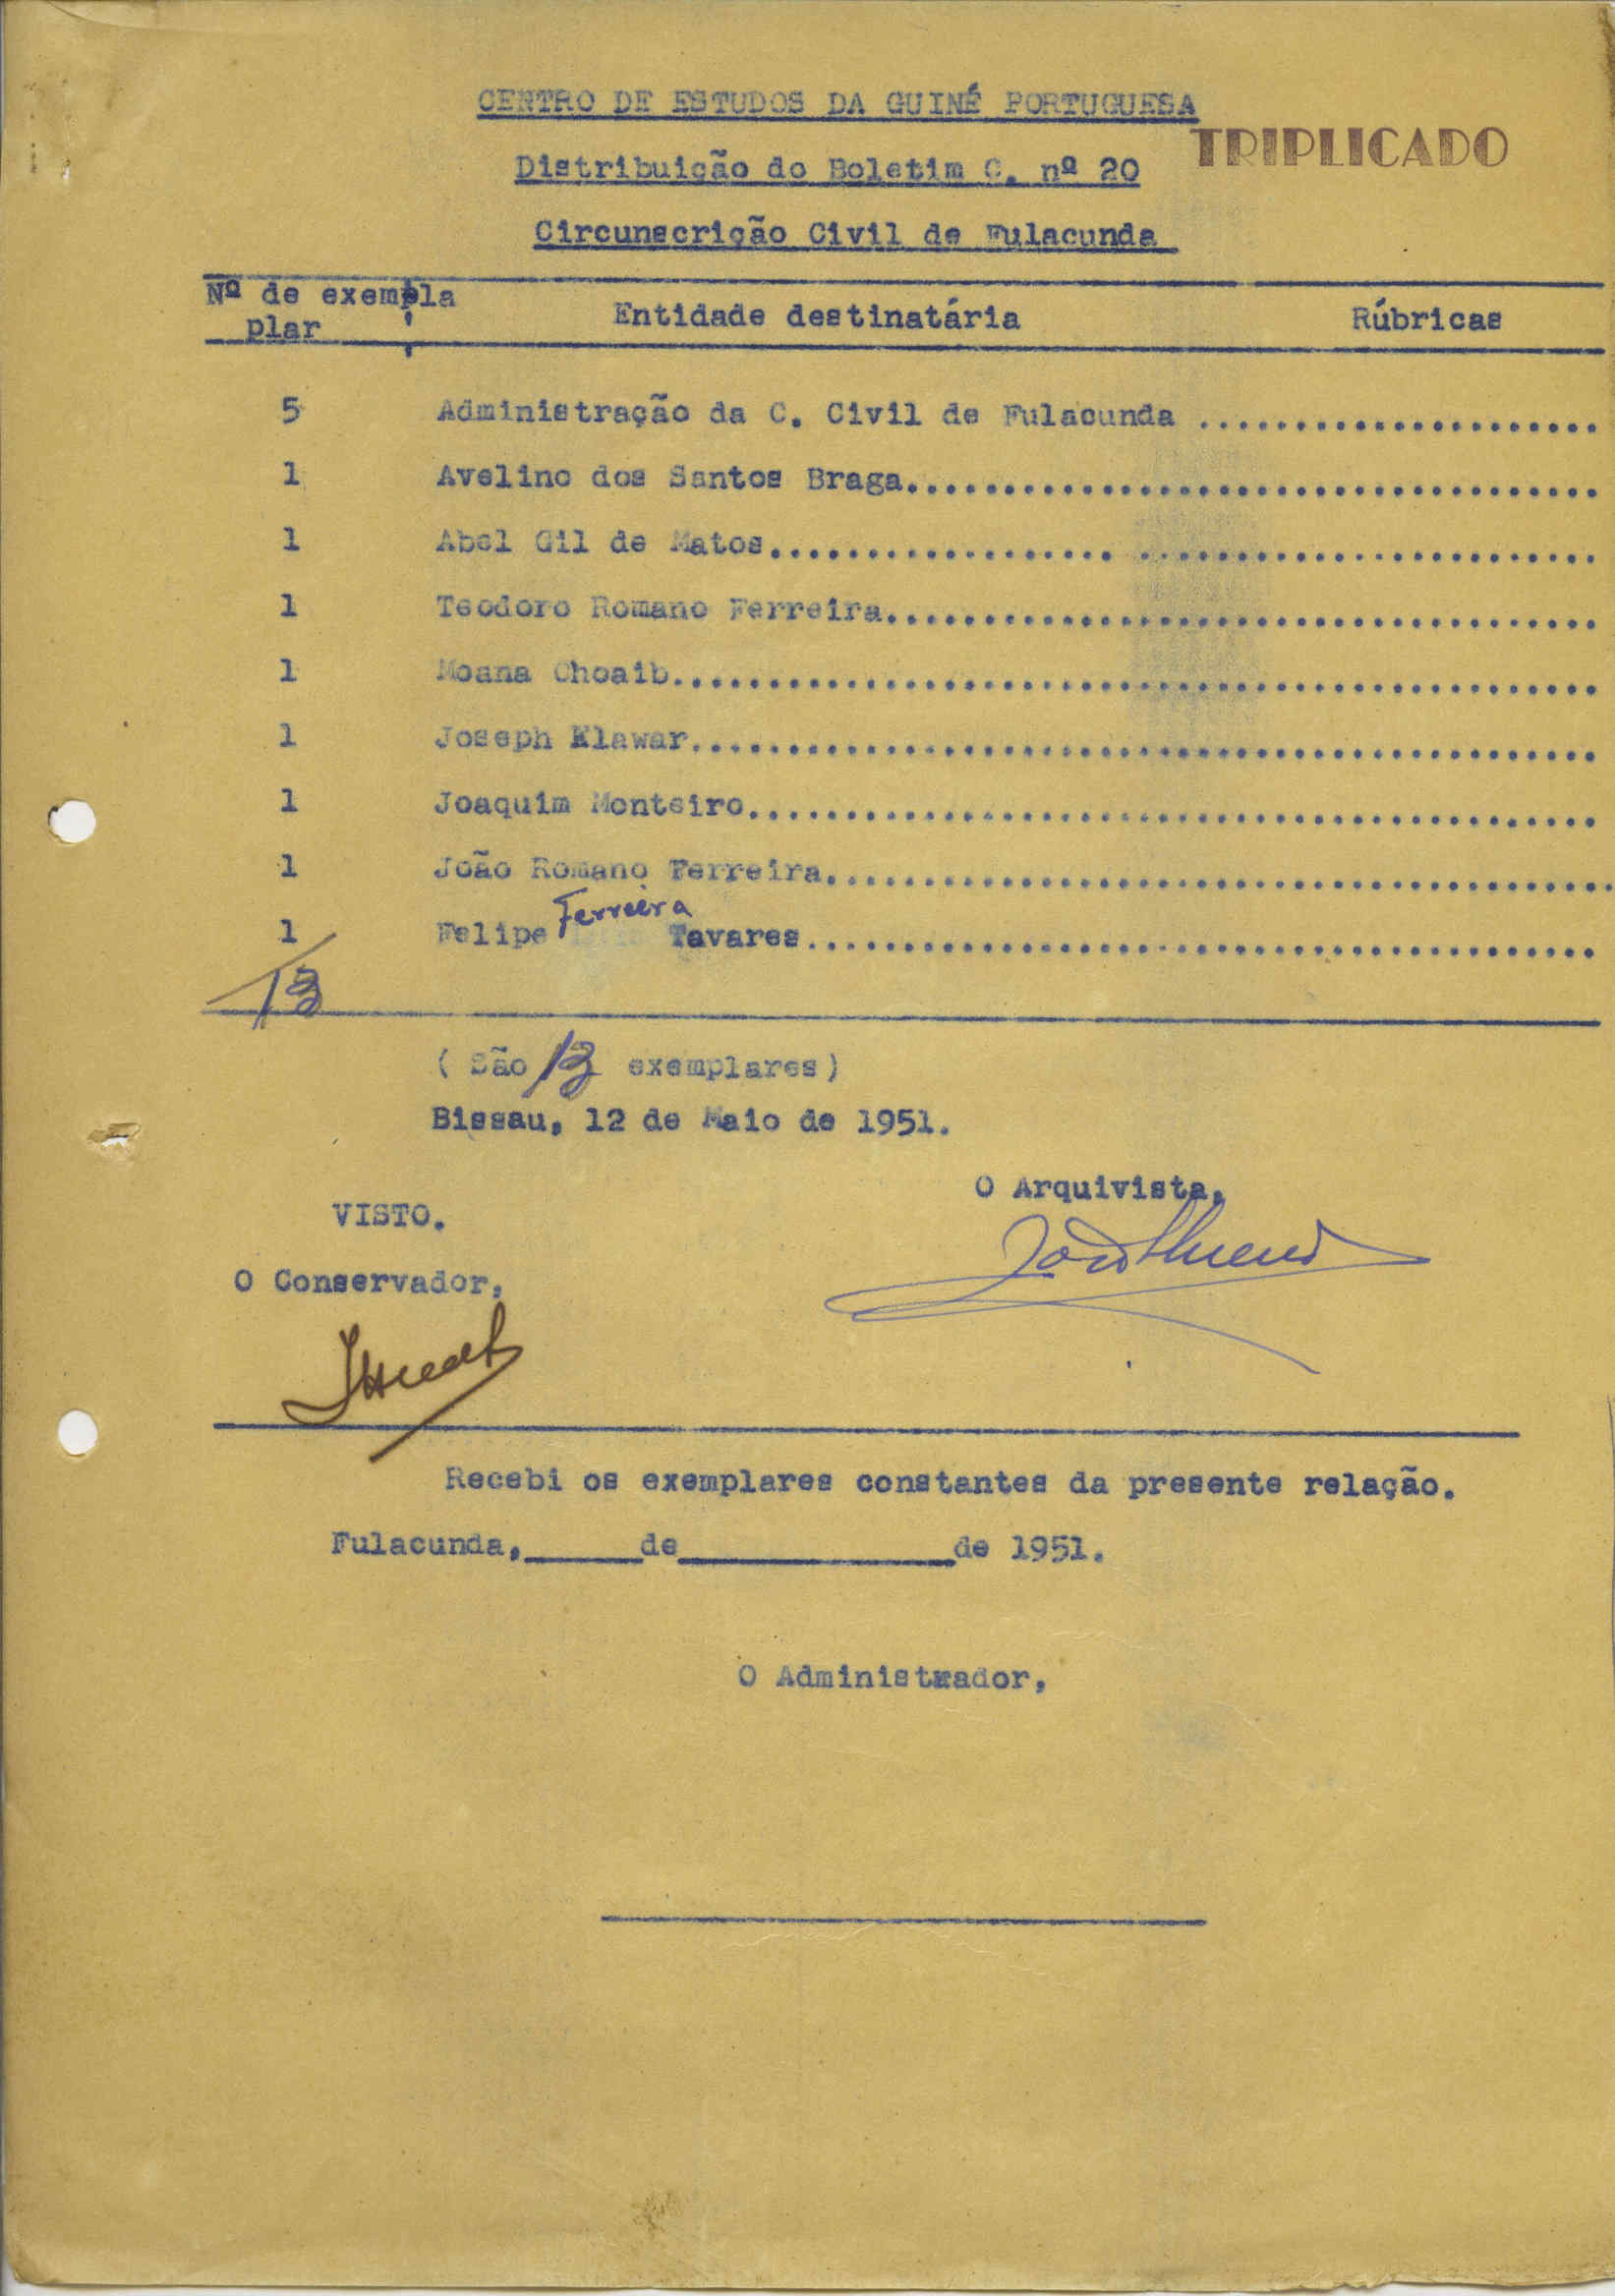 CENTRO DE ESTUDOS DA GUINÉ PORTUGUESA
TRIPLICADO
Distribuição do Boletim C. nº 20
Circunscrição Civil de Fulacunda
Nº de exempla
plar
Entidade destinatária
Rúbricas
5 Administração da C. Civil de Fulacunda .....................
1 Avelino dos Santos Braga....................................
1 Abel Gil de Matos.................. ........................
1 Teodoro Romano Ferreira.....................................
1 Moana Choaib................................................
1 Joseph Elawar...............................................
1 Joaquim Monteiro............................................
1 João Romano Ferreira.........................................
1 Felipe Ferreira Tavares.........................................
13
( São 13 exemplares)
Bissau, 12 de Maio de 1951.
O Arquivista,
VISTO.
O Conservador,
Recebi os exemplares constantes da presente relação.
Fulacunda,______de______________de 1951.
O Administrador,